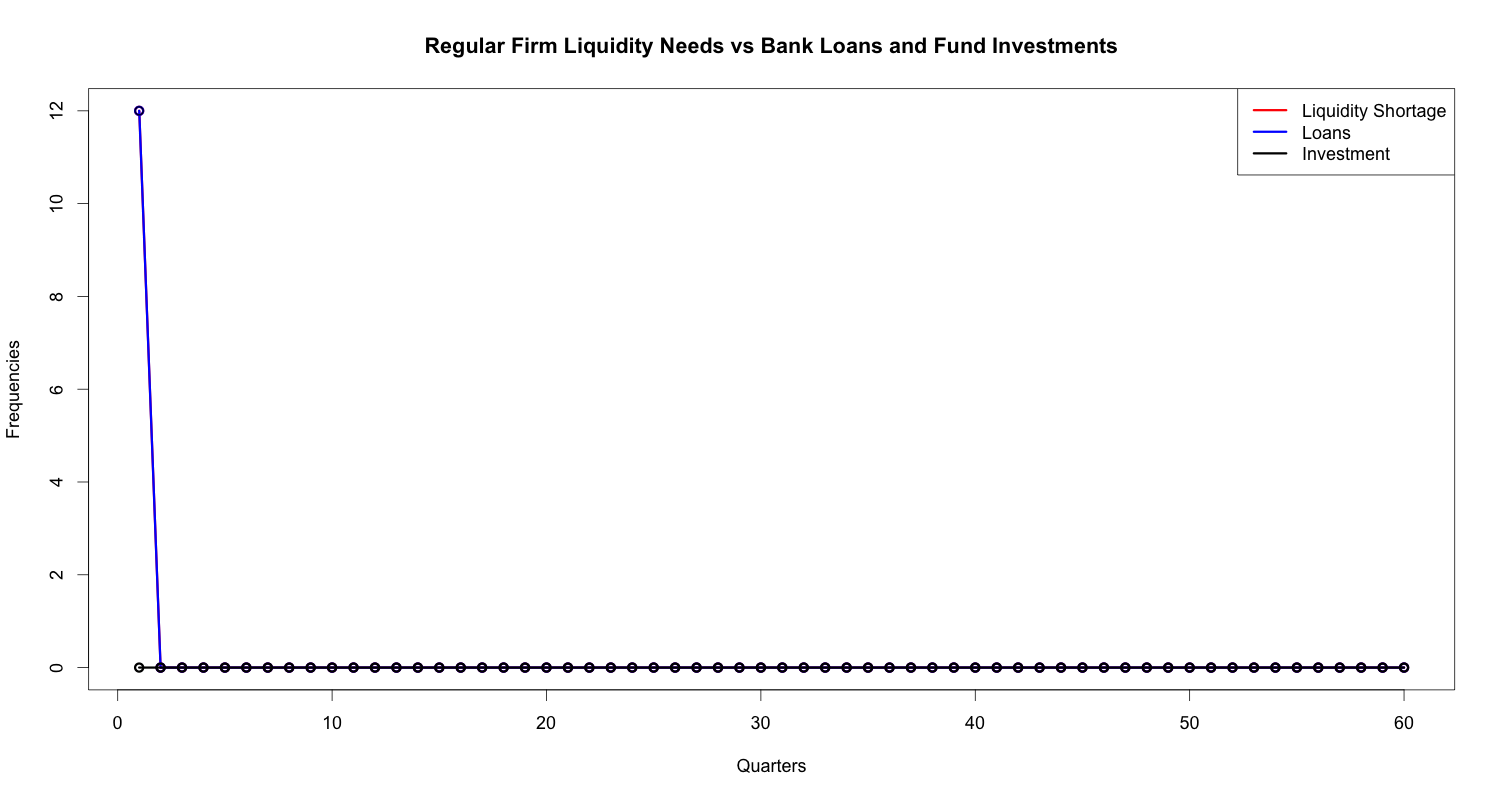 Regular Firm Liquidity Needs vs Bank Loans and Fund Investments
Liquidity Shortage
Loans
Investment
12
10
8
6
4
2
0
Frequencies
0 10 20 30 40 50 60
Quarters